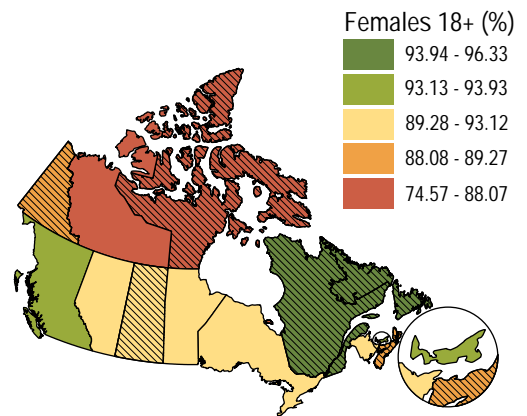 Females 18+ (%)
93.94 - 96.33
93.13 - 93.93
89.28 - 93.12
88.08 - 89.27
74.57 - 88.07